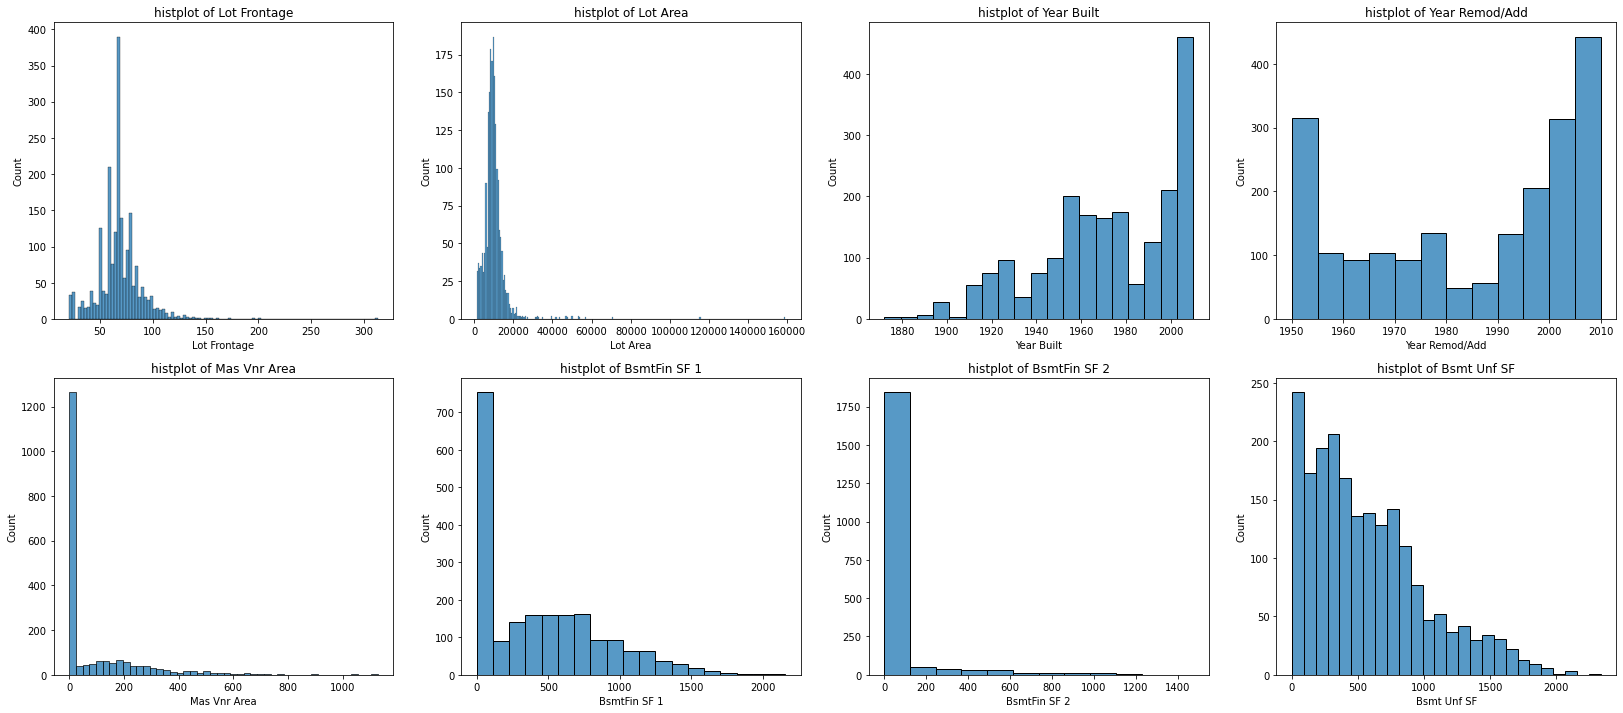 histplot of Lot Frontage
400
350
300
250
200
150
100
50
0
Count
50 100 150 200 250 300
Lot Frontage
histplot of Lot Area
175
150
125
100
75
50
25
0
Count
0 20000 40000 60000 80000 100000 120000 140000 160000
Lot Area
histplot of Year Built
400
300
200
100
0
Count
1880 1900 1920 1940 1960 1980 2000
Year Built
histplot of Year Remod/Add
400
300
200
100
0
Count
1950 1960 1970 1980 1990 2000 2010
Year Remod/Add
histplot of Mas Vnr Area
1200
1000
800
600
400
200
0
Count
0 200 400 600 800 1000
Mas Vnr Area
histplot of BsmtFin SF 1
700
600
500
400
300
200
100
0
Count
0 500 1000 1500 2000
BsmtFin SF 1
histplot of BsmtFin SF 2
1750
1500
1250
1000
750
500
250
0
Count
0 200 400 600 800 1000 1200 1400
BsmtFin SF 2
histplot of Bsmt Unf SF
250
200
150
100
50
0
Count
0 500 1000 1500 2000
Bsmt Unf SF